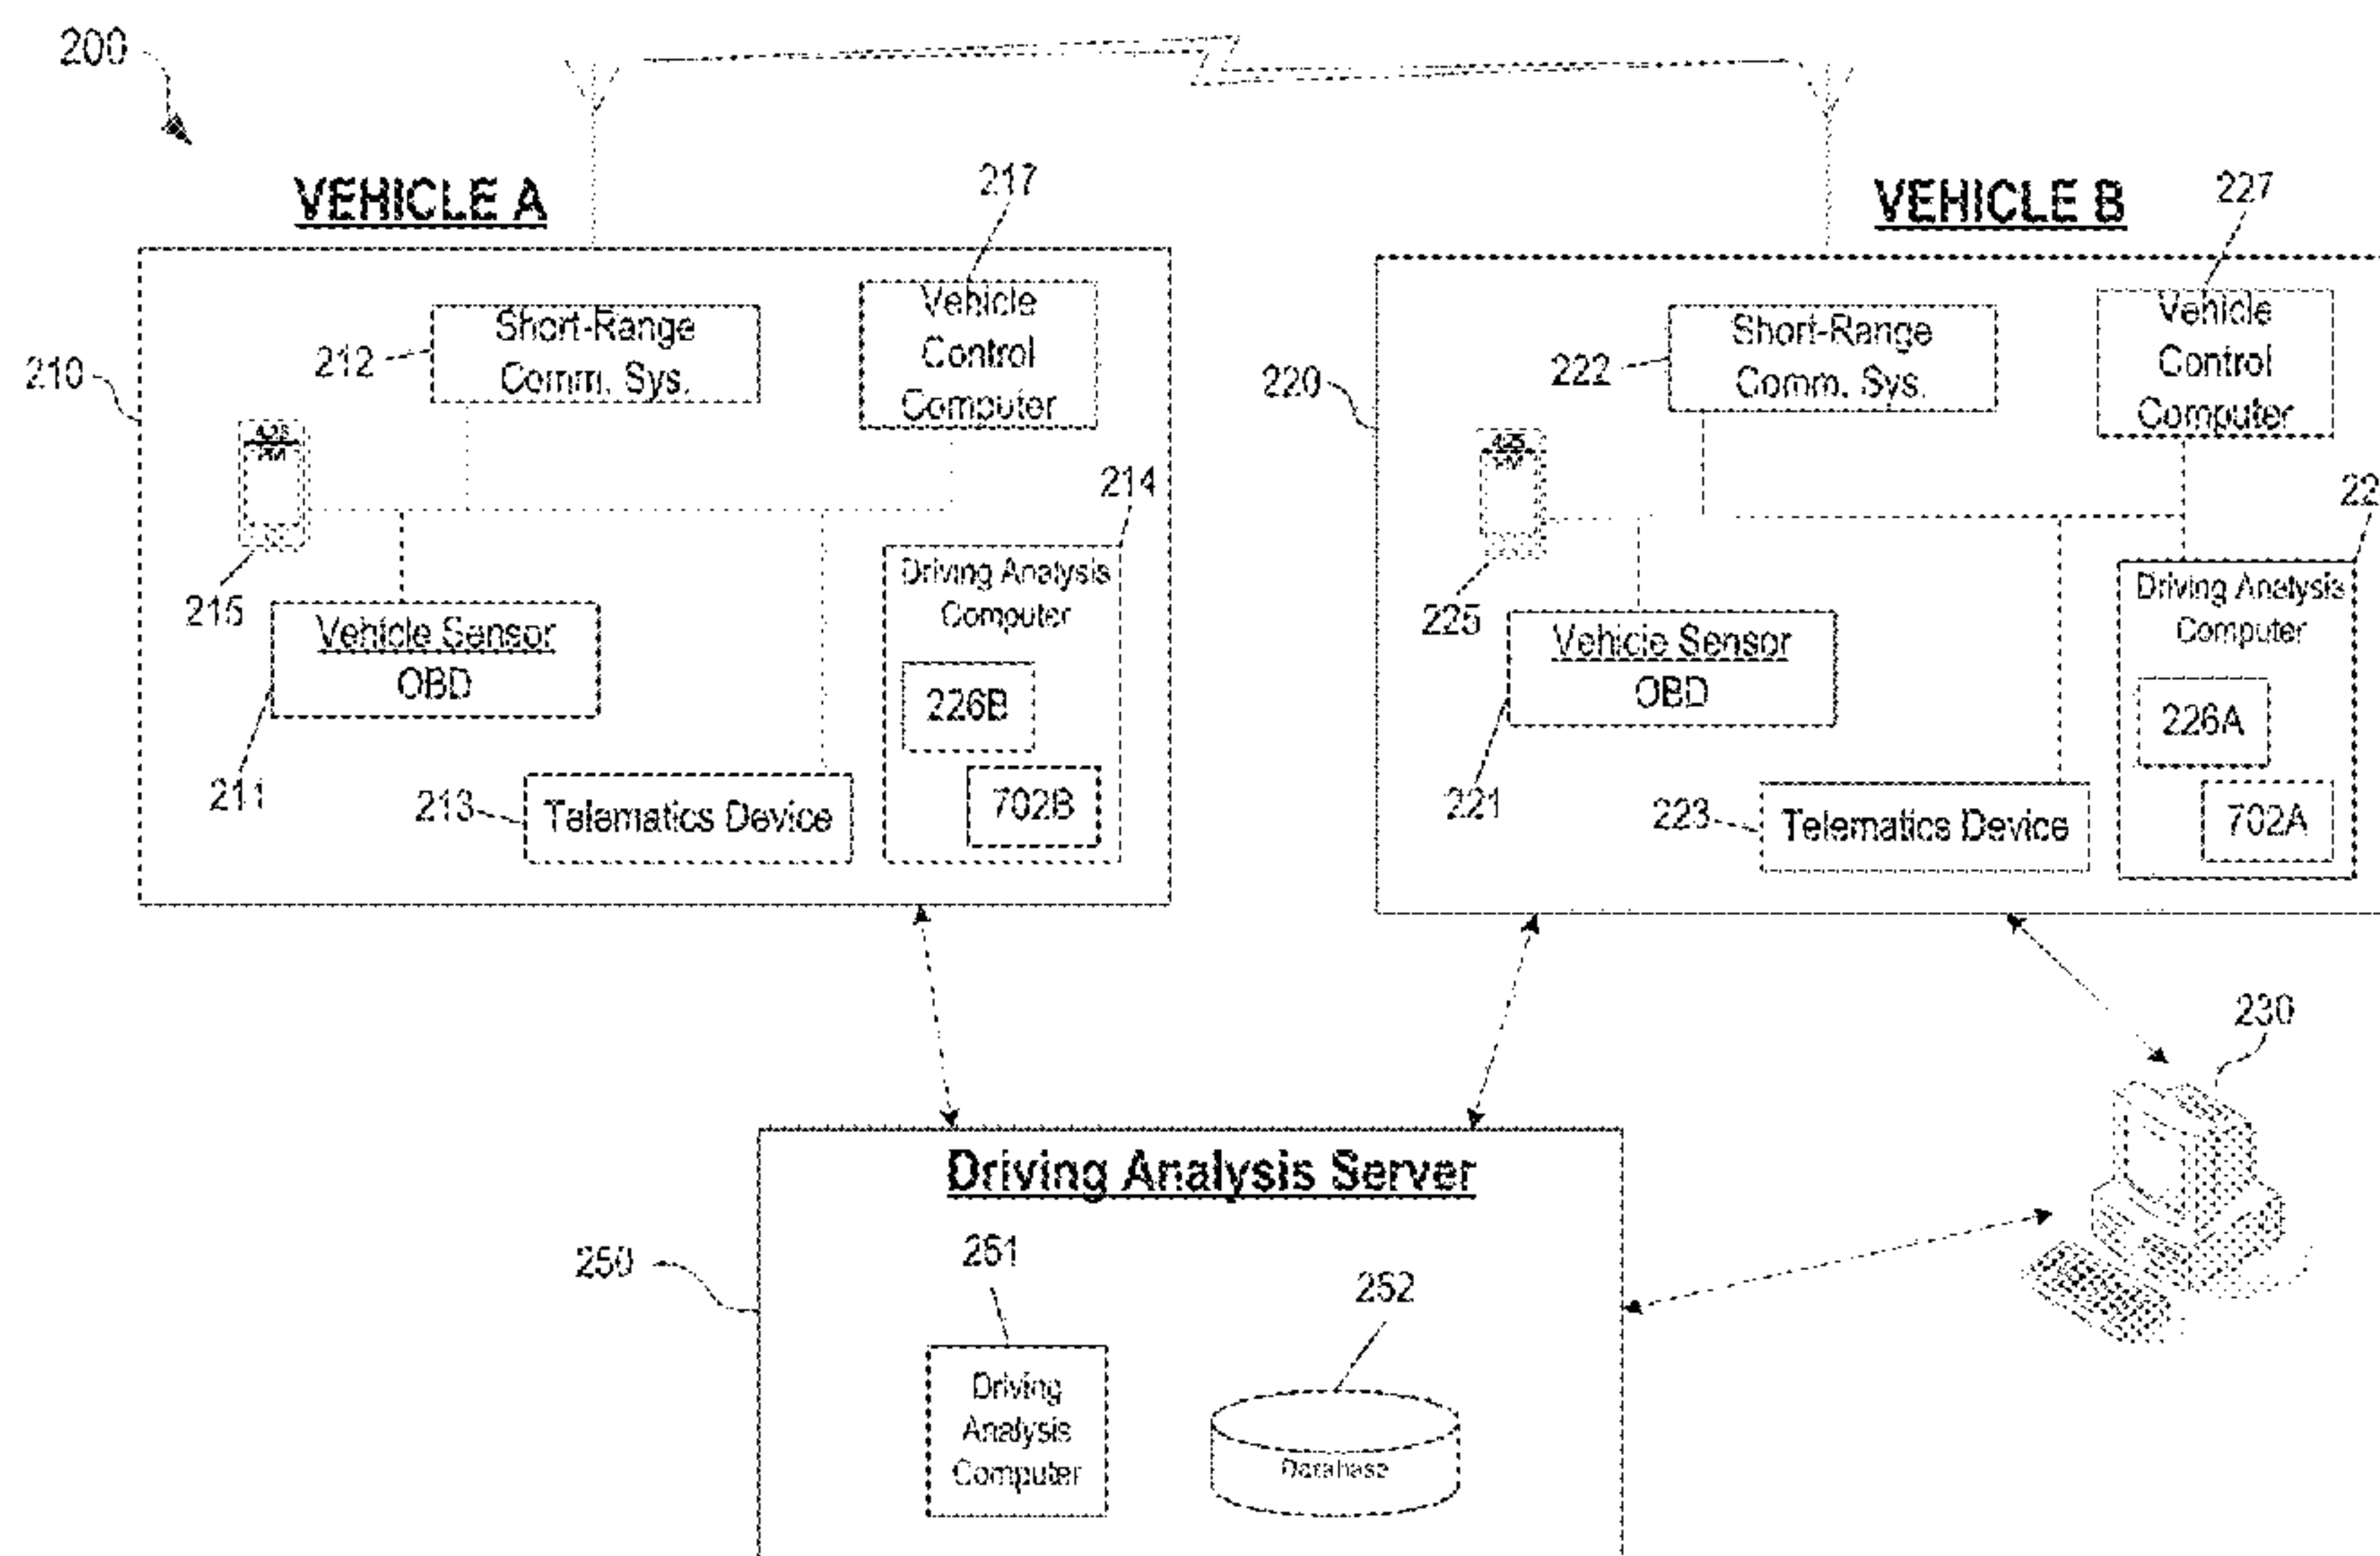 200
VEHICLE A
217
VEHICLE B
227
210
212
Short-Range
Comm. Sys.
Vehicle
Control
Computer
220
222
Short-Range
Comm. Sys.
Vehicle
Control
Computer
214
22
215
Vehicle Sensor
OBD
211
213
Telematics Device
Driving Analysis
Computer
226B
702B
225
Vehicle Sensor
OBD
221
223
Telematics Device
Driving Analysis
Computer
226A
702A
230
Driving Analysis Server
250
251
252
Driving
Analysis
Computer
Database